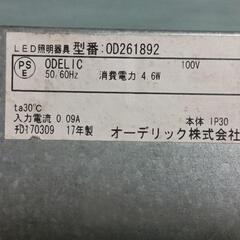 LED照明器具 型番:OD261892
PSE ODELIC 100V
50/60Hz 消費電力 4.6W
ta30℃
入力電流 0.09A 本体 IP30
D170309 17年製 オーデリック株式会